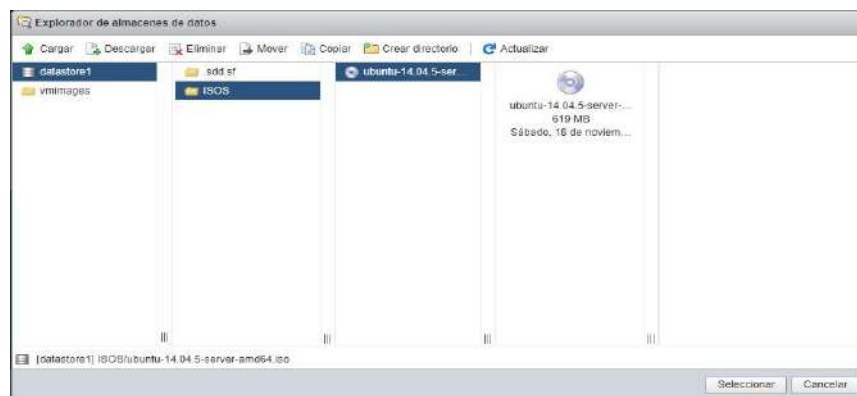 Explorador de almacenes de datos
Cargar Descargar Eliminar Mover Copiar Crear directorio Actualizar
datastore1 .sdd.sf ubuntu-14.04.5-ser...
vmimages ISOS
ubuntu-14.04.5-server-...
619 MB
Sábado, 18 de noviem...
[datastore1] ISOS/ubuntu-14.04.5-server-amd64.iso
Seleccionar Cancelar